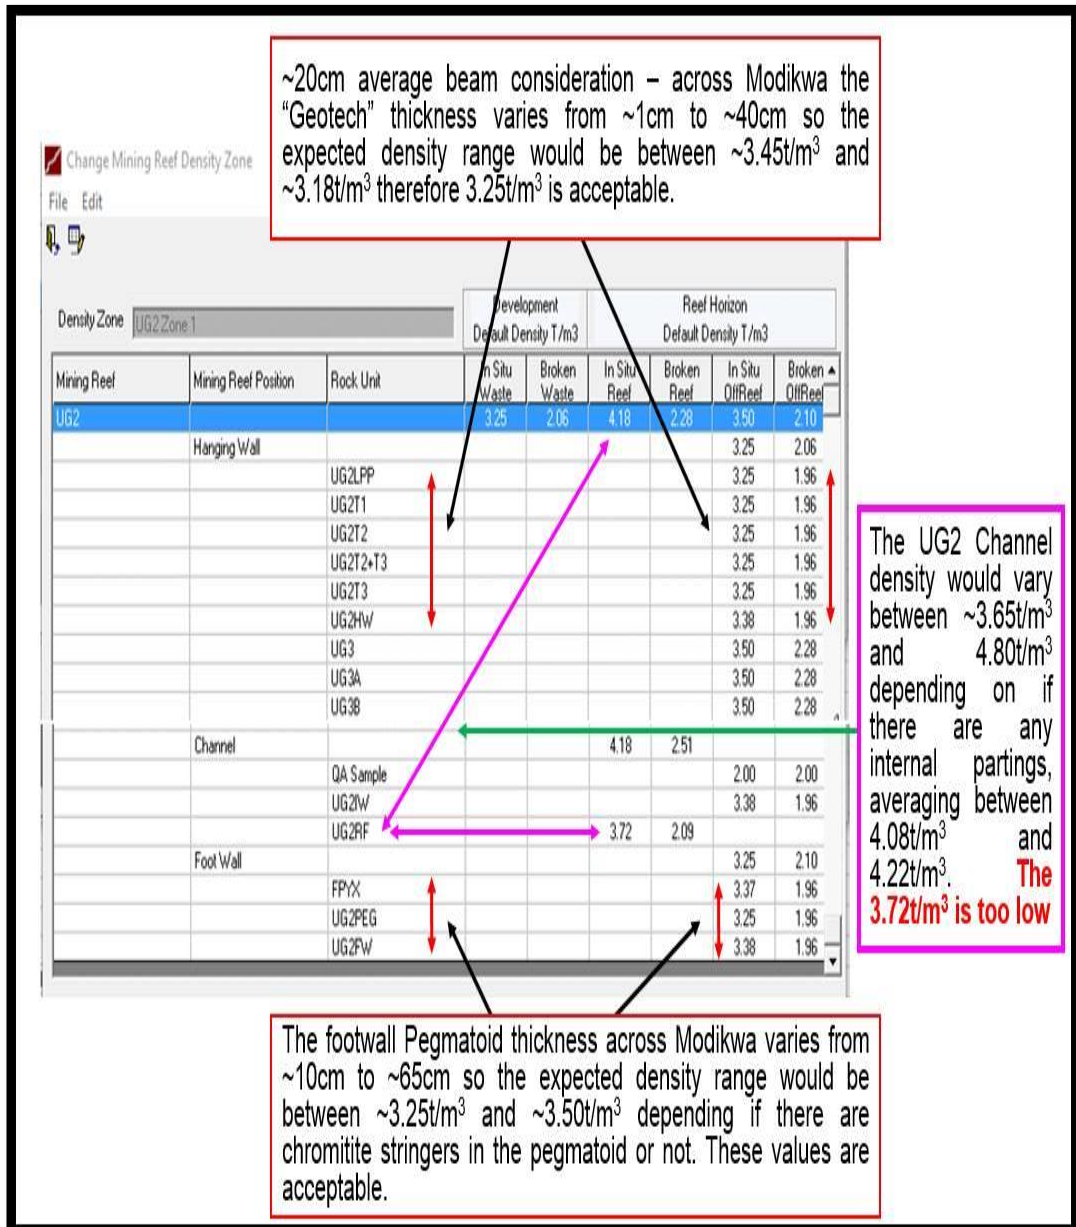 ~20cm average beam consideration – across Modikwa the
“Geotech” thickness varies from ~1cm to ~40cm so the
expected density range would be between ~3.45t/m³ and
~3.18t/m³ therefore 3.25t/m³ is acceptable.
Change Mining Reef Density Zone
File Edit
Density Zone UG2 Zone 1
Development Reef Horizon
Default Density T/m3 Default Density T/m3
Mining Reef Mining Reef Position Rock Unit In Situ Waste Broken Waste In Situ Reef Broken Reef In Situ OffReef Broken OffReef
UG2 3.25 2.06 4.18 2.28 3.50 2.10
Hanging Wall 3.25 2.06
UG2LPP 3.25 1.96
UG2T1 3.25 1.96
UG2T2 3.25 1.96
UG2T2+T3 3.25 1.96
UG2T3 3.25 1.96
UG2HW 3.38 1.96
UG3 3.50 2.28
UG3A 3.50 2.28
UG3B 3.50 2.28
Channel 4.18 2.51
QA Sample 2.00 2.00
UG2IW 3.38 1.96
UG2RF 3.72 2.09
Foot Wall 3.25 2.10
FPYX 3.37 1.96
UG2PEG 3.25 1.96
UG2FW 3.38 1.96
The UG2 Channel
density would vary
between ~3.65t/m³
and 4.80t/m³
depending on if
there are any
internal partings,
averaging between
4.08t/m³ and
4.22t/m³. The
3.72t/m³ is too low
The footwall Pegmatoid thickness across Modikwa varies from
~10cm to ~65cm so the expected density range would be
between ~3.25t/m³ and ~3.50t/m³ depending if there are
chromitite stringers in the pegmatoid or not. These values are
acceptable.